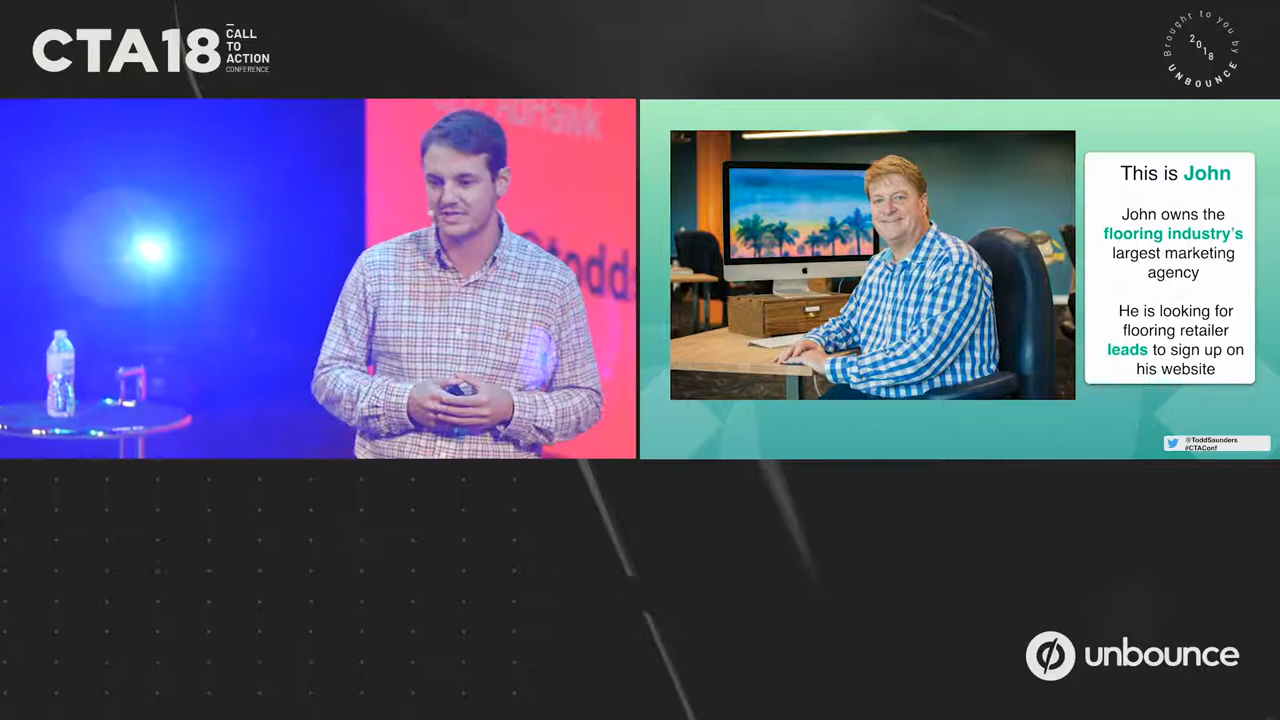 CTA18
CALL
TO
ACTION
CONFERENCE
Brought to you by
2018
UNBOUNCE
AdHawk
@Todds
This is John
John owns the
flooring industry's
largest marketing
agency
He is looking for
flooring retailer
leads to sign up on
his website
@ToddSaunders
#CTAConf
unbounce